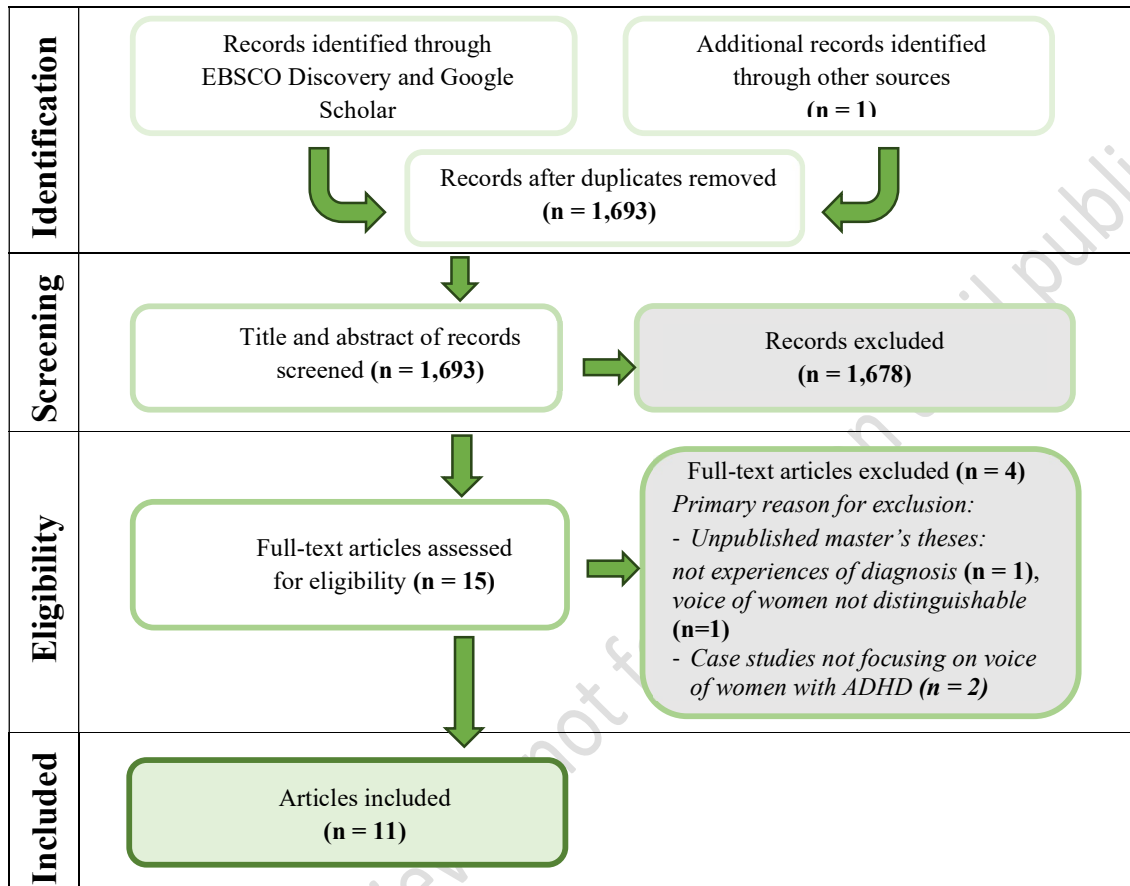 Identification
Records identified through
EBSCO Discovery and Google
Scholar
Additional records identified
through other sources
(n = 1)
Records after duplicates removed
(n = 1,693)
Screening
Title and abstract of records
screened (n = 1,693)
Records excluded
(n = 1,678)
Eligibility
Full-text articles assessed
for eligibility (n = 15)
Full-text articles excluded (n = 4)
Primary reason for exclusion:
- Unpublished master’s theses:
not experiences of diagnosis (n = 1),
voice of women not distinguishable
(n=1)
- Case studies not focusing on voice
of women with ADHD (n = 2)
Included
Articles included
(n = 11)